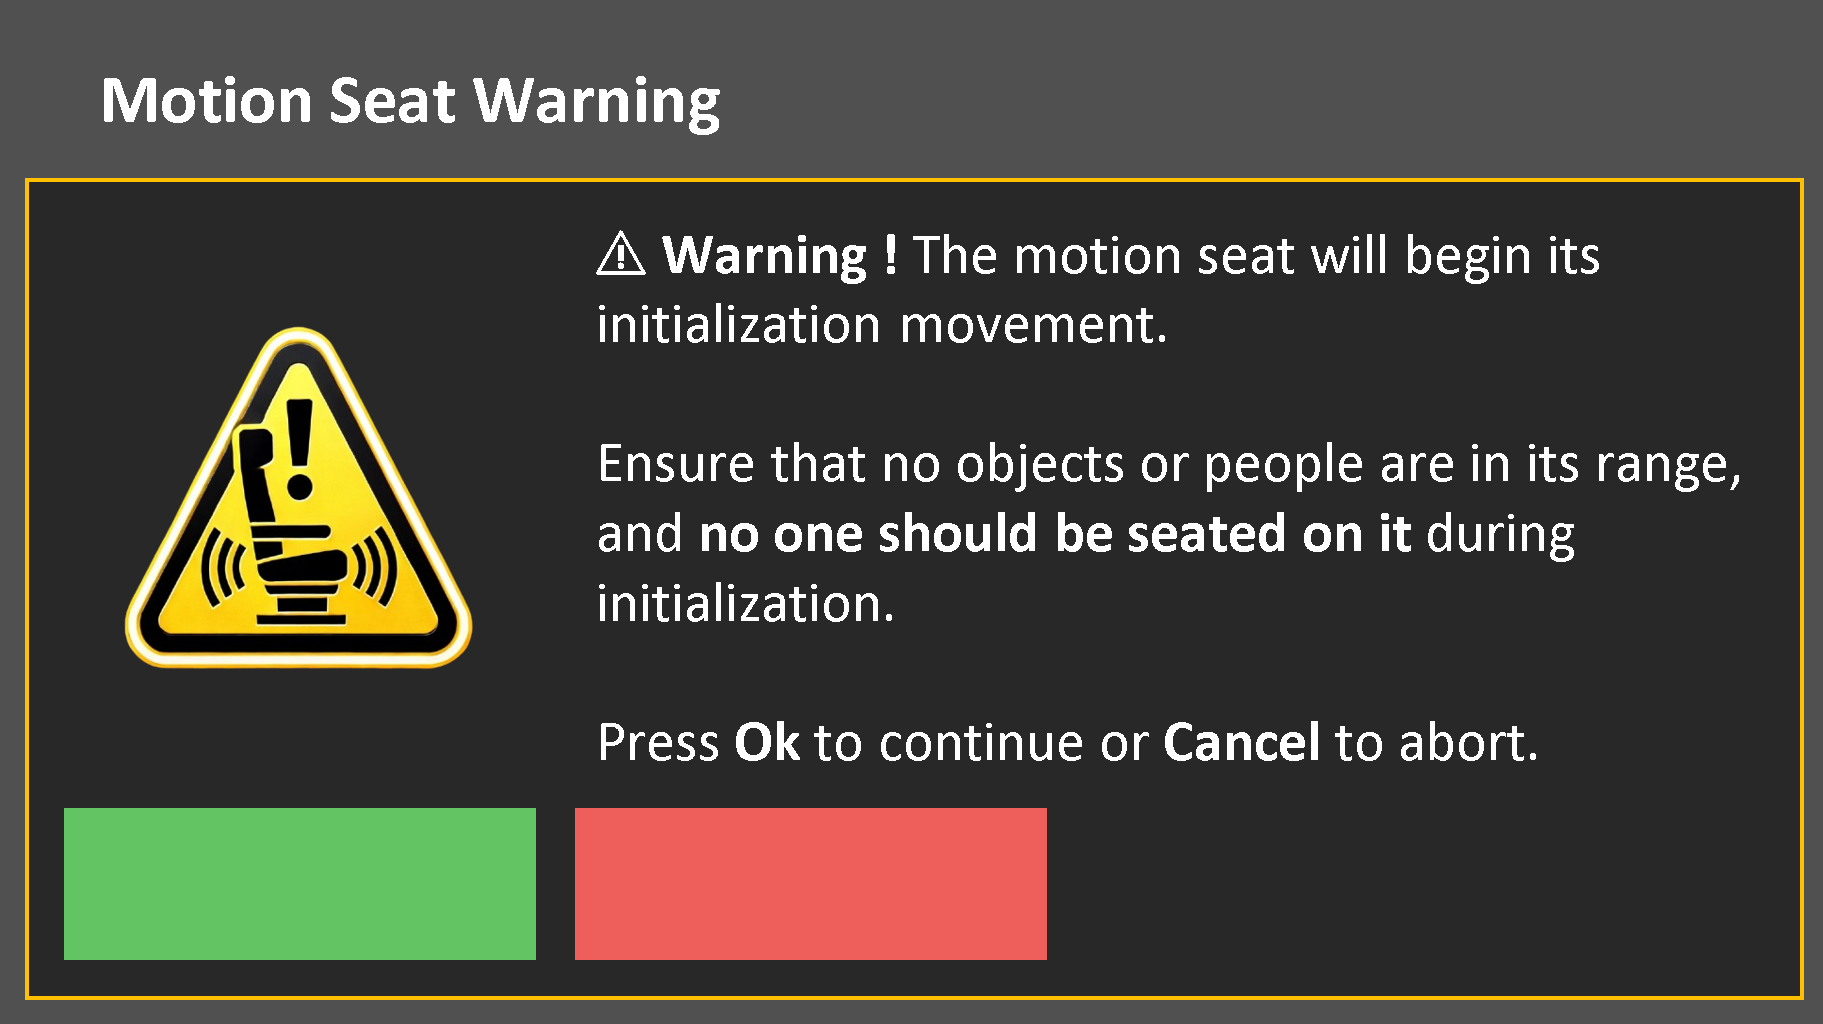 Motion Seat Warning
⚠ Warning ! The motion seat will begin its
initialization movement.
Ensure that no objects or people are in its range,
and no one should be seated on it during
initialization.
Press Ok to continue or Cancel to abort.